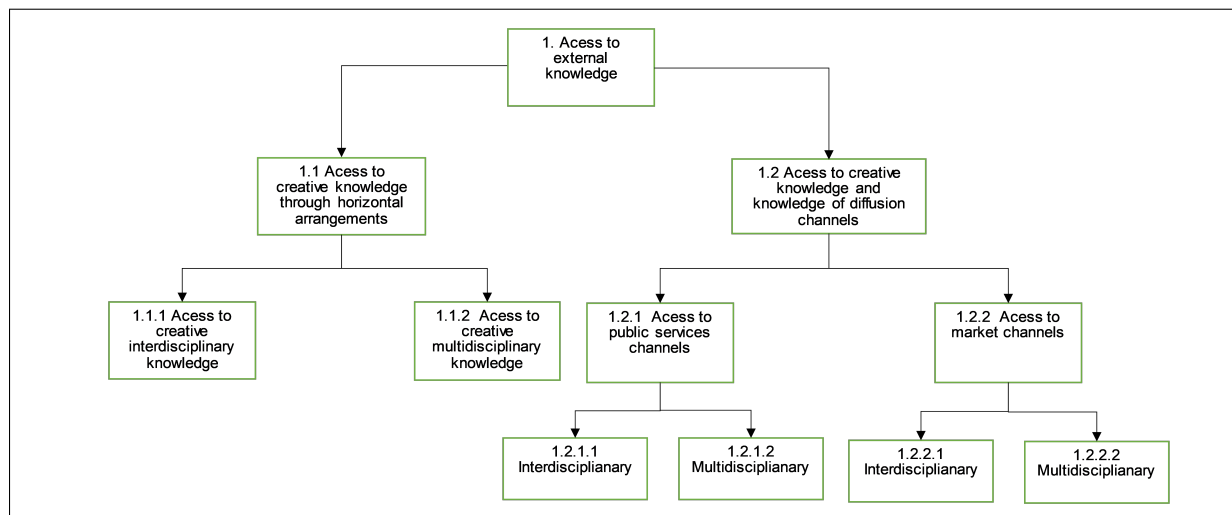 1. Acess to
external
knowledge
1.1 Acess to
creative knowledge
through horizontal
arrangements
1.2 Acess to creative
knowledge and
knowledge of diffusion
channels
1.1.1 Acess to
creative
interdisciplinary
knowledge
1.1.2  Acess to
creative
multidisciplinary
knowledge
1.2.1  Acess to
public services
channels
1.2.2  Acess to
market channels
1.2.1.1
Interdisciplianary
1.2.1.2
Multidisciplianary
1.2.2.1
Interdisciplianary
1.2.2.2
Multidisciplianary